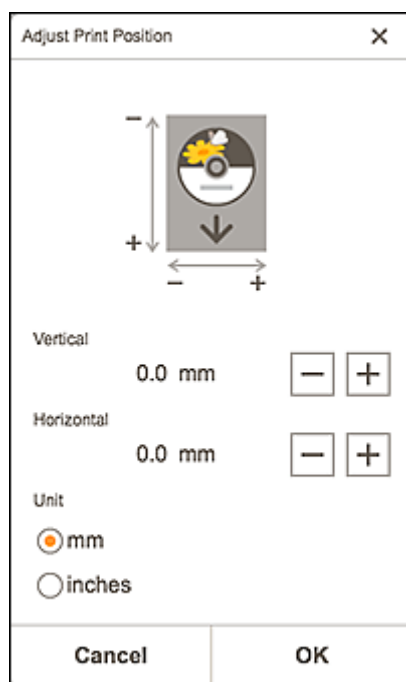 Adjust Print Position ×
−
+
− +
Vertical
0.0 mm − +
Horizontal
0.0 mm − +
Unit
mm
inches
Cancel OK